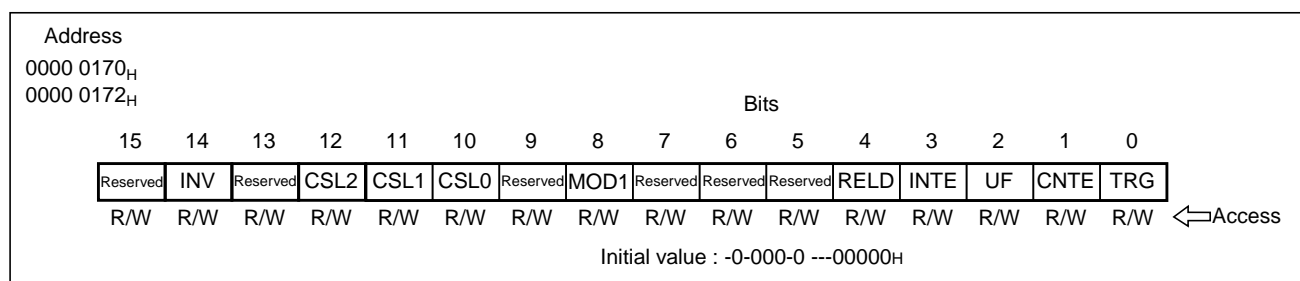 Address
0000 0170H
0000 0172H
Bits
15 14 13 12 11 10 9 8 7 6 5 4 3 2 1 0
Reserved INV Reserved CSL2 CSL1 CSL0 Reserved MOD1 Reserved Reserved Reserved RELD INTE UF CNTE TRG
R/W R/W R/W R/W R/W R/W R/W R/W R/W R/W R/W R/W R/W R/W R/W R/W Access
Initial value : -0-000-0 ---00000H